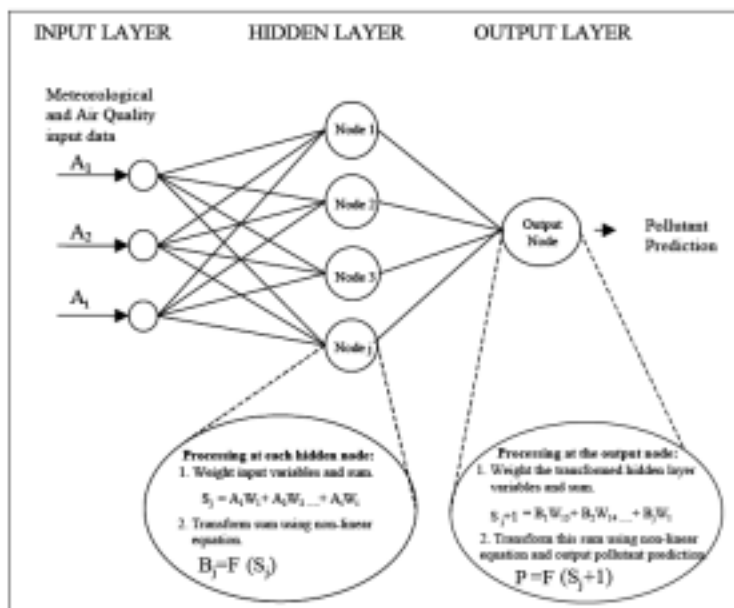 INPUT LAYER
HIDDEN LAYER
OUTPUT LAYER
Meteorological
and Air Quality
input data
A
A₂
Node 1
Node 2
Node 3
Node j
Output
Node
Pollutant
Prediction
Processing at each hidden node:
1. Weight input variables and sum.
2. Transform sum using non-linear
equation.
Bj=F (Sj)
Processing at the output node:
1. Weight the transformed hidden layer
variables and sum.
2. Transform this sum using non-linear
equation and output pollutant prediction
P=F (Sj+1)